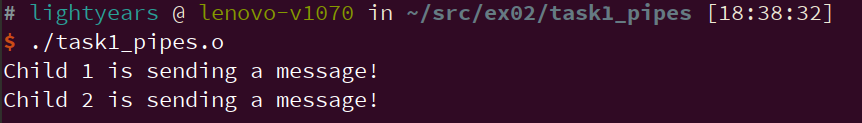 # lightyears @ lenovo-v1070 in ~/src/ex02/task1_pipes [18:38:32]
$ ./task1_pipes.o
Child 1 is sending a message!
Child 2 is sending a message!